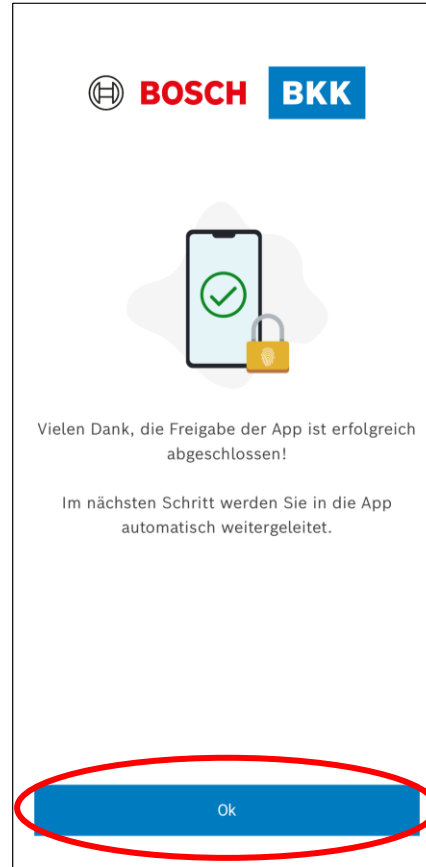 BOSCH BKK
Vielen Dank, die Freigabe der App ist erfolgreich
abgeschlossen!
Im nächsten Schritt werden Sie in die App
automatisch weitergeleitet.
Ok